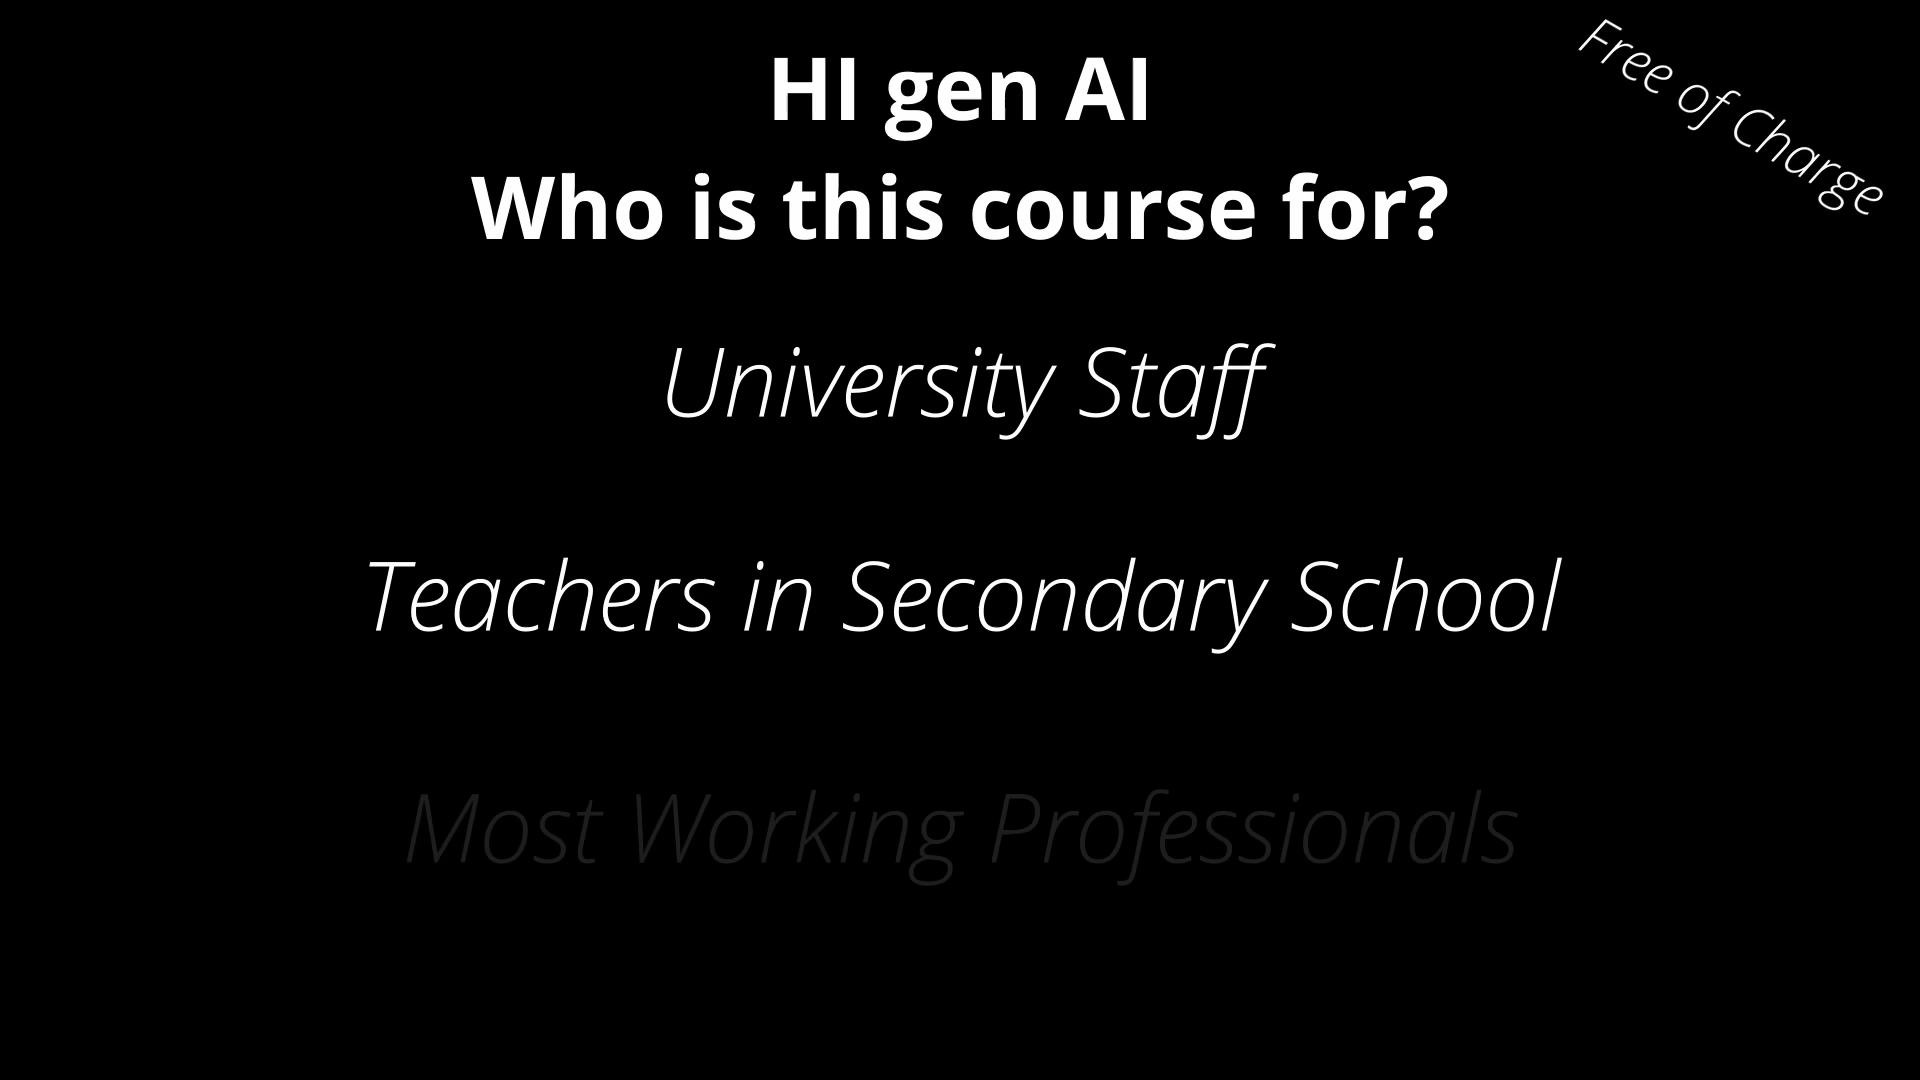 HI gen AI
Who is this course for?
Free of Charge
University Staff
Teachers in Secondary School
Most Working Professionals